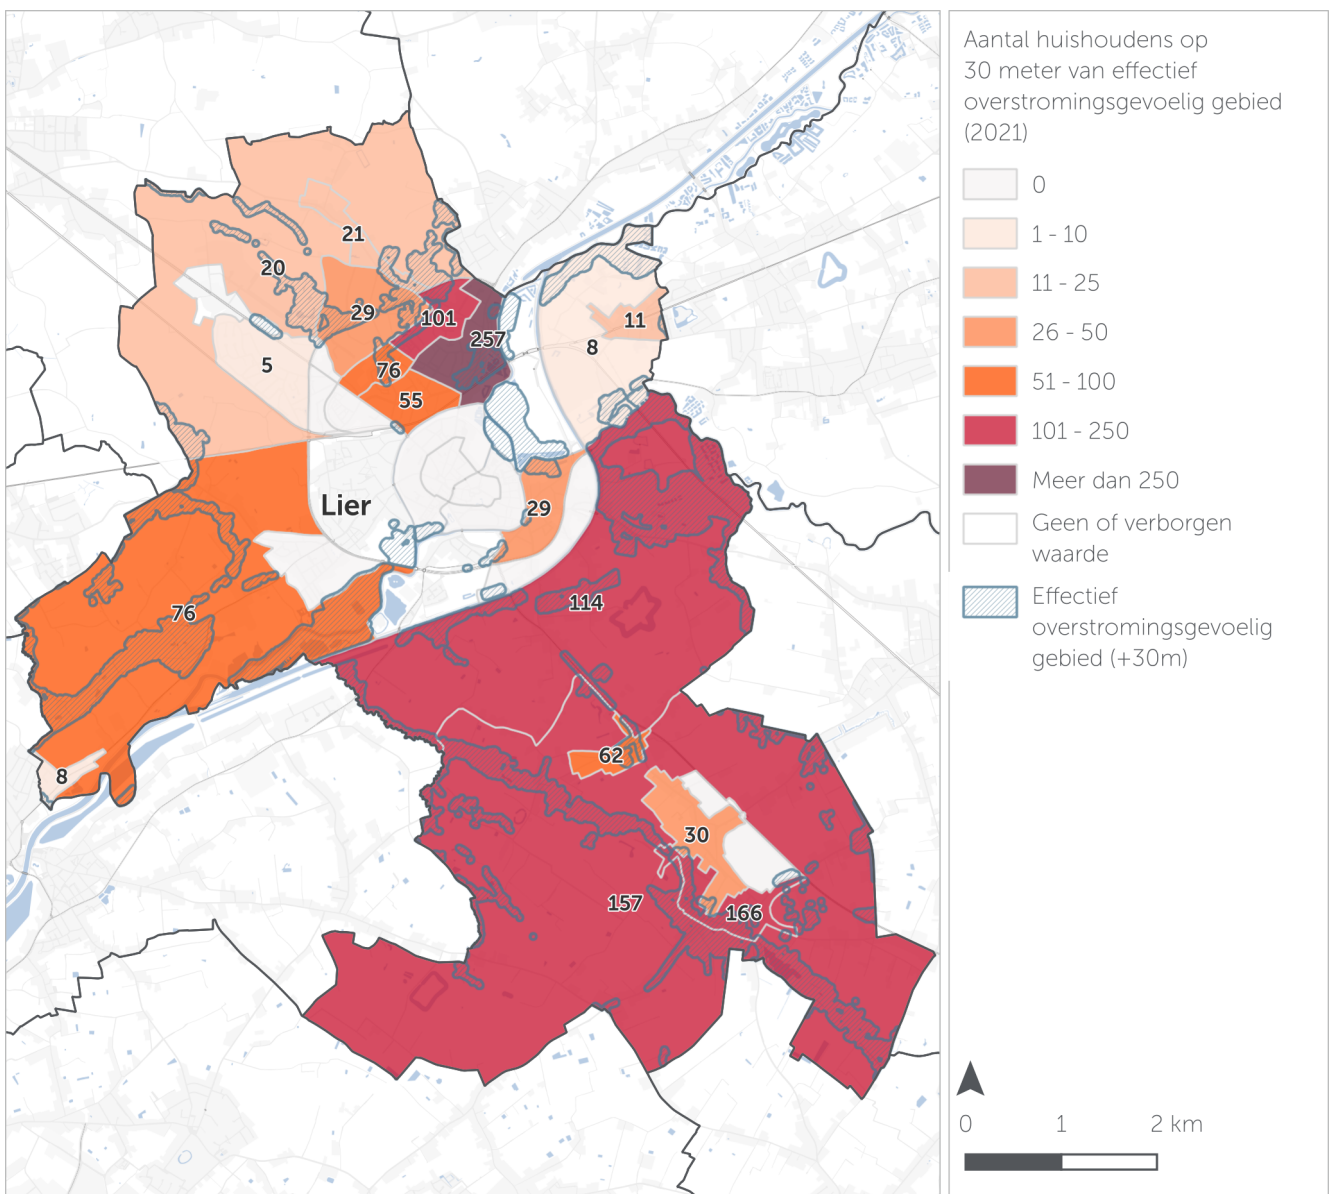 21
20
29
101
257
11
8
5
76
55
Lier
29
76
114
62
8
30
157
166
Aantal huishoudens op
30 meter van effectief
overstromingsgevoelig gebied
(2021)
0
1 - 10
11 - 25
26 - 50
51 - 100
101 - 250
Meer dan 250
Geen of verborgen
waarde
Effectief
overstromingsgevoelig
gebied (+30m)
0 1 2 km